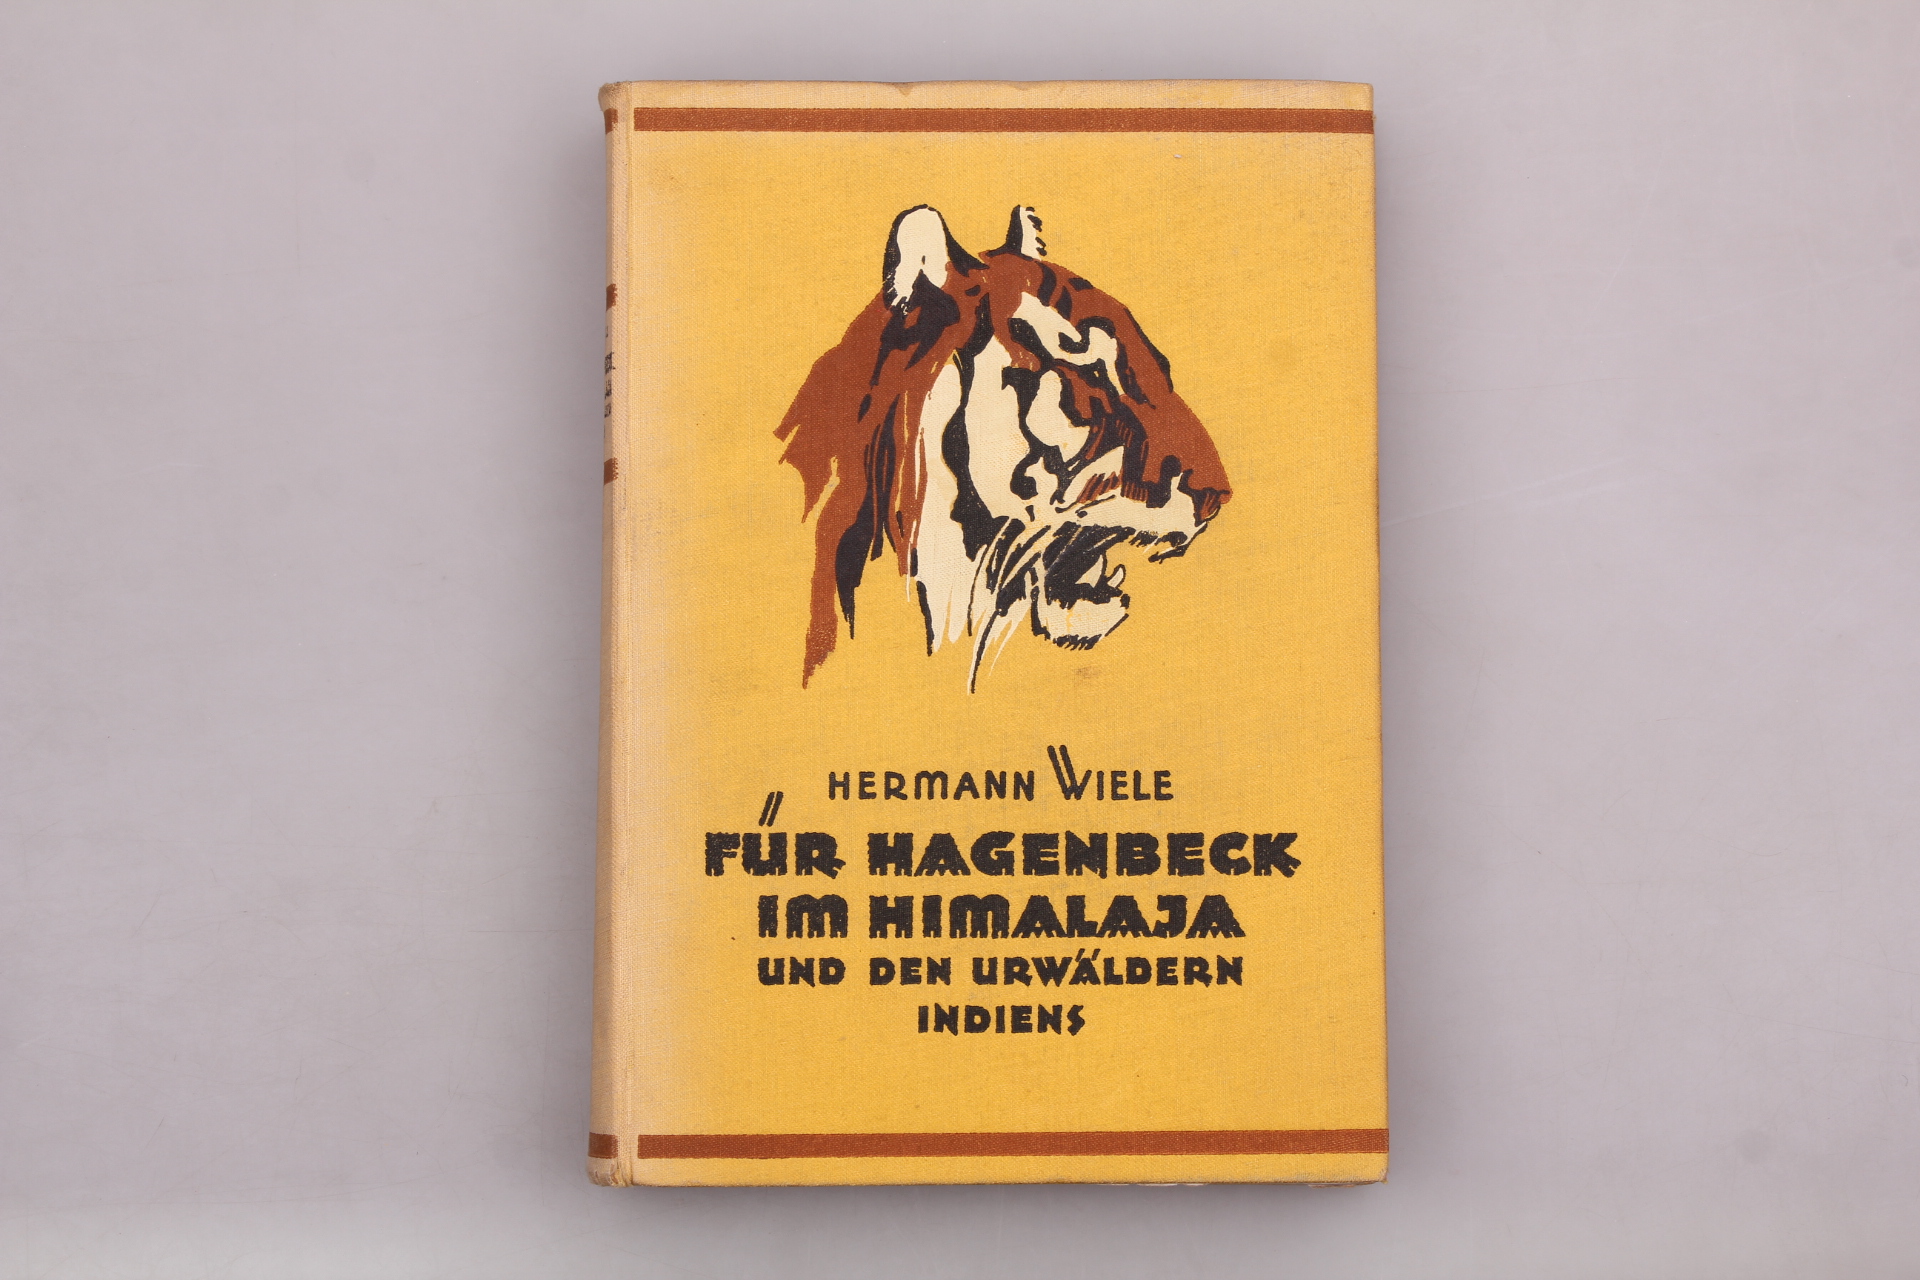 HERMANN WIELE
FÜR HAGENBECK
IM HIMALAJA
UND DEN URWÄLDERN
INDIENS